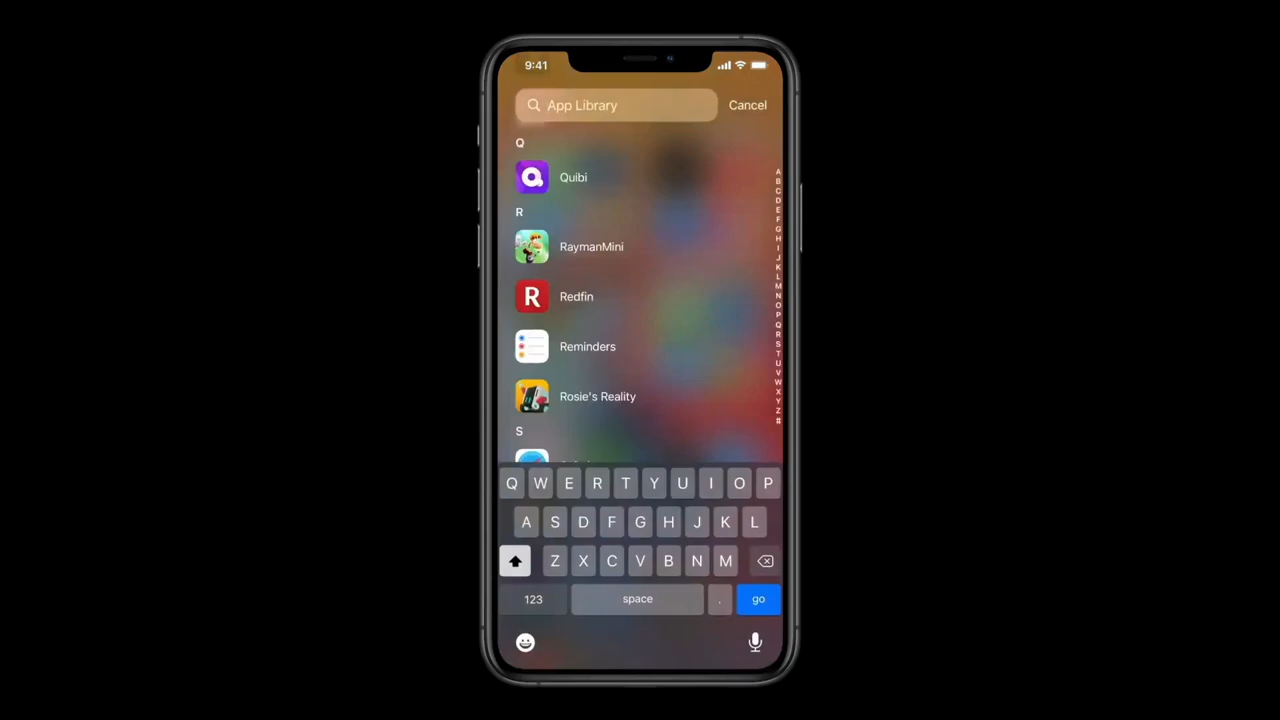 9:41
App Library Cancel
Q
Quibi
R
RaymanMini
R
Redfin
Reminders
Rosie's Reality
S
A
B
C
D
E
F
G
H
I
J
K
L
M
N
O
P
Q
R
S
T
U
V
W
X
Y
Z
#
Q W E R T Y U I O P
A S D F G H J K L
Z X C V B N M
123 space . go